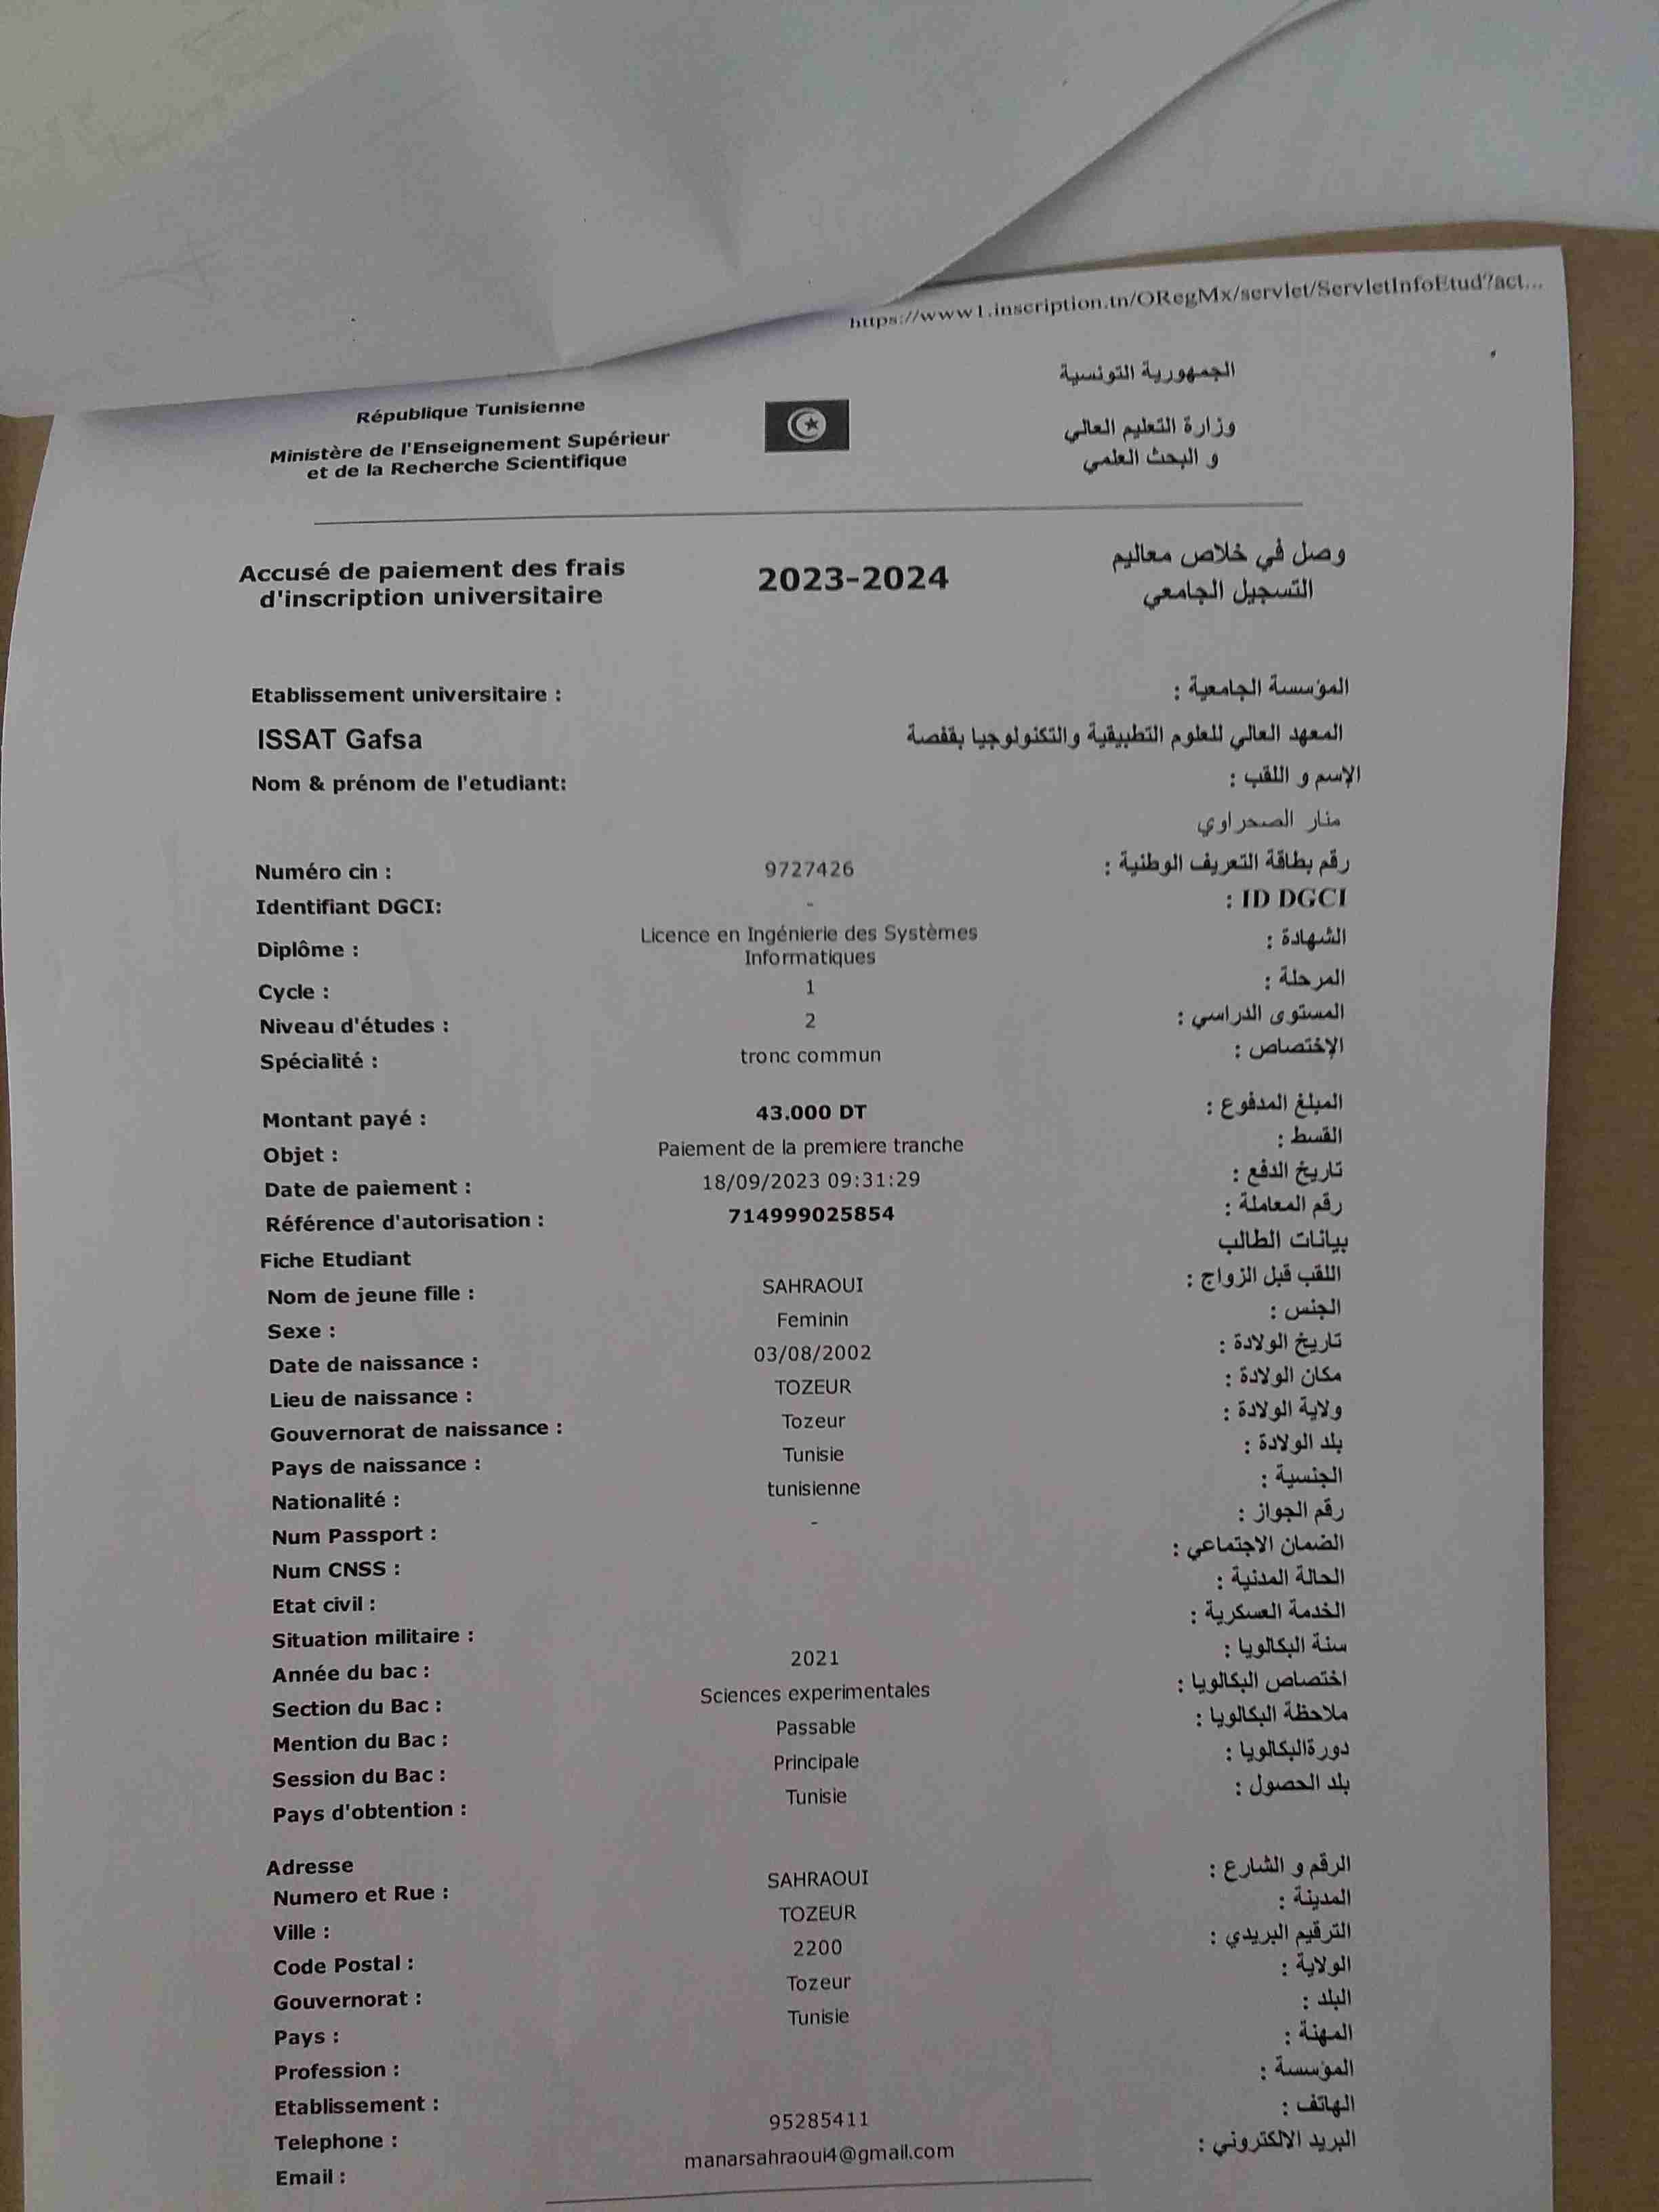 https://www1.inscription.tn/ORegMx/servlet/ServletInfoEtud?act...
République Tunisienne
الجمهورية التونسية
Ministère de l'Enseignement Supérieur
et de la Recherche Scientifique
وزارة التعليم العالي
و البحث العلمي
Accusé de paiement des frais
d'inscription universitaire
2023-2024
وصل في خلاص معاليم
التسجيل الجامعي
Etablissement universitaire : المؤسسة الجامعية :
ISSAT Gafsa المعهد العالي للعلوم التطبيقية والتكنولوجيا بقفصة
Nom & prénom de l'etudiant: الإسم و اللقب :
منار الصحراوي
Numéro cin : 9727426 رقم بطاقة التعريف الوطنية :
Identifiant DGCI: - ID DGCI :
Diplôme : Licence en Ingénierie des Systèmes الشهادة :
Informatiques
Cycle : 1 المرحلة :
Niveau d'études : 2 المستوى الدراسي :
Spécialité : tronc commun الإختصاص :
Montant payé : 43.000 DT المبلغ المدفوع :
Objet : Paiement de la premiere tranche القسط :
Date de paiement : 18/09/2023 09:31:29 تاريخ الدفع :
Référence d'autorisation : 714999025854 رقم المعاملة :
Fiche Etudiant بيانات الطالب
Nom de jeune fille : SAHRAOUI اللقب قبل الزواج :
Sexe : Feminin الجنس :
Date de naissance : 03/08/2002 تاريخ الولادة :
Lieu de naissance : TOZEUR مكان الولادة :
Gouvernorat de naissance : Tozeur ولاية الولادة :
Pays de naissance : Tunisie بلد الولادة :
Nationalité : tunisienne الجنسية :
Num Passport : - رقم الجواز :
Num CNSS : الضمان الاجتماعي :
Etat civil : الحالة المدنية :
Situation militaire : الخدمة العسكرية :
Année du bac : 2021 سنة البكالويا :
Section du Bac : Sciences experimentales اختصاص البكالويا :
Mention du Bac : Passable ملاحظة البكالويا :
Session du Bac : Principale دورةالبكالويا :
Pays d'obtention : Tunisie بلد الحصول :
Adresse
Numero et Rue : SAHRAOUI الرقم و الشارع :
Ville : TOZEUR المدينة :
Code Postal : 2200 الترقيم البريدي :
Gouvernorat : Tozeur الولاية :
Pays : Tunisie البلد :
Profession : المهنة :
Etablissement : المؤسسة :
Telephone : 95285411 الهاتف :
Email : manarsahraoui4@gmail.com البريد الالكتروني :